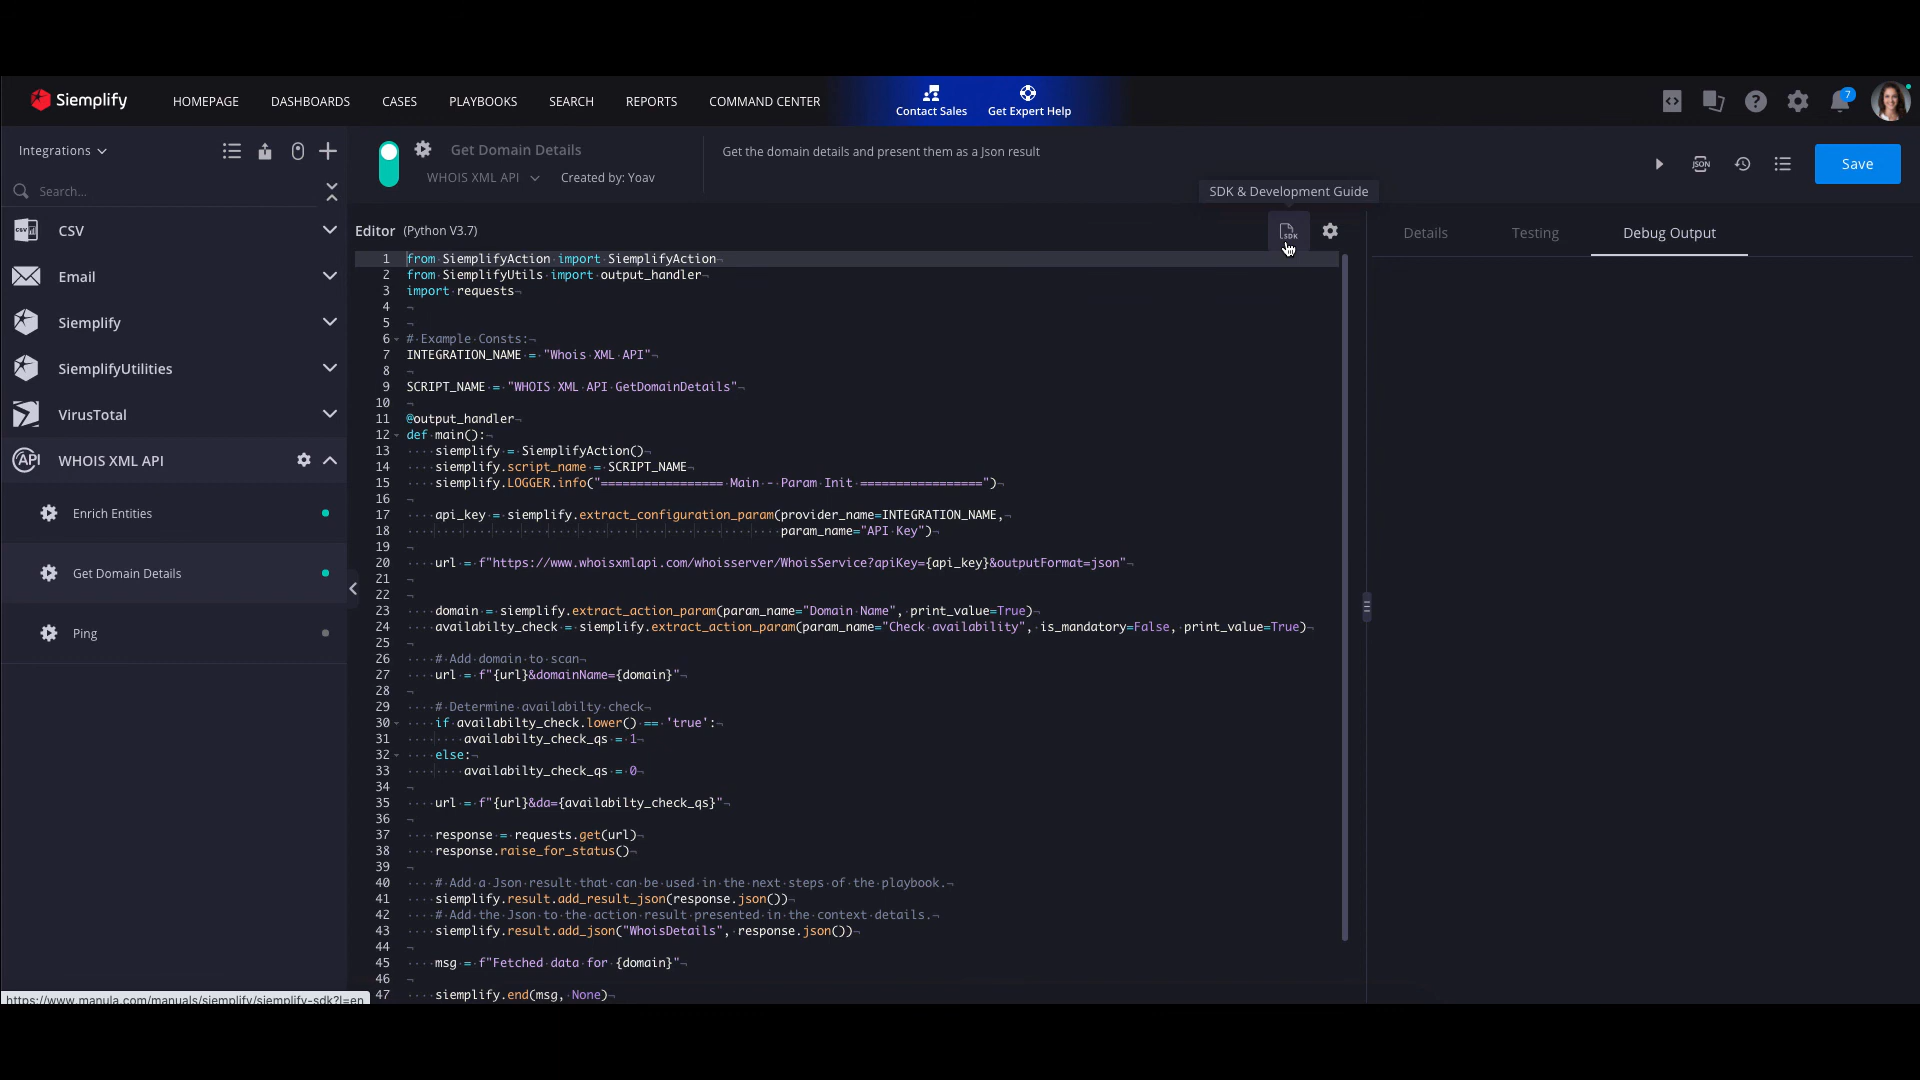 Siemplify
HOMEPAGE
DASHBOARDS
CASES
PLAYBOOKS
SEARCH
REPORTS
COMMAND CENTER
Contact Sales
Get Expert Help
7
Integrations
Search...
CSV
Email
Siemplify
SiemplifyUtilities
VirusTotal
API
WHOIS XML API
Enrich Entities
Get Domain Details
Ping
Get Domain Details
WHOIS XML API
Created by: Yoav
Get the domain details and present them as a Json result
JSON
Save
SDK & Development Guide
Editor (Python V3.7)
SDK
Details
Testing
Debug Output
1 from SiemplifyAction import SiemplifyAction
2 from SiemplifyUtils import output_handler
3 import requests
4
5
6 # Example Consts:
7 INTEGRATION_NAME = "Whois XML API"
8
9 SCRIPT_NAME = "WHOIS XML API GetDomainDetails"
10
11 @output_handler
12 def main():
13     siemplify = SiemplifyAction()
14     siemplify.script_name = SCRIPT_NAME
15     siemplify.LOGGER.info("================= Main - Param Init =================")
16
17     api_key = siemplify.extract_configuration_param(provider_name=INTEGRATION_NAME,
18                                                     param_name="API Key")
19
20     url = f"https://www.whoisxmlapi.com/whoisserver/WhoisService?apiKey={api_key}&outputFormat=json"
21
22
23     domain = siemplify.extract_action_param(param_name="Domain Name", print_value=True)
24     availabilty_check = siemplify.extract_action_param(param_name="Check availability", is_mandatory=False, print_value=True)
25
26     # Add domain to scan
27     url = f"{url}&domainName={domain}"
28
29     # Determine availabilty check
30     if availabilty_check.lower() == 'true':
31         availabilty_check_qs = 1
32     else:
33         availabilty_check_qs = 0
34
35     url = f"{url}&da={availabilty_check_qs}"
36
37     response = requests.get(url)
38     response.raise_for_status()
39
40     # Add a Json result that can be used in the next steps of the playbook.
41     siemplify.result.add_result_json(response.json())
42     # Add the Json to the action result presented in the context details.
43     siemplify.result.add_json("WhoisDetails", response.json())
44
45     msg = f"Fetched data for {domain}"
46
47     siemplify.end(msg, None)
https://www.manula.com/manuals/siemplify/siemplify-sdk?l=en